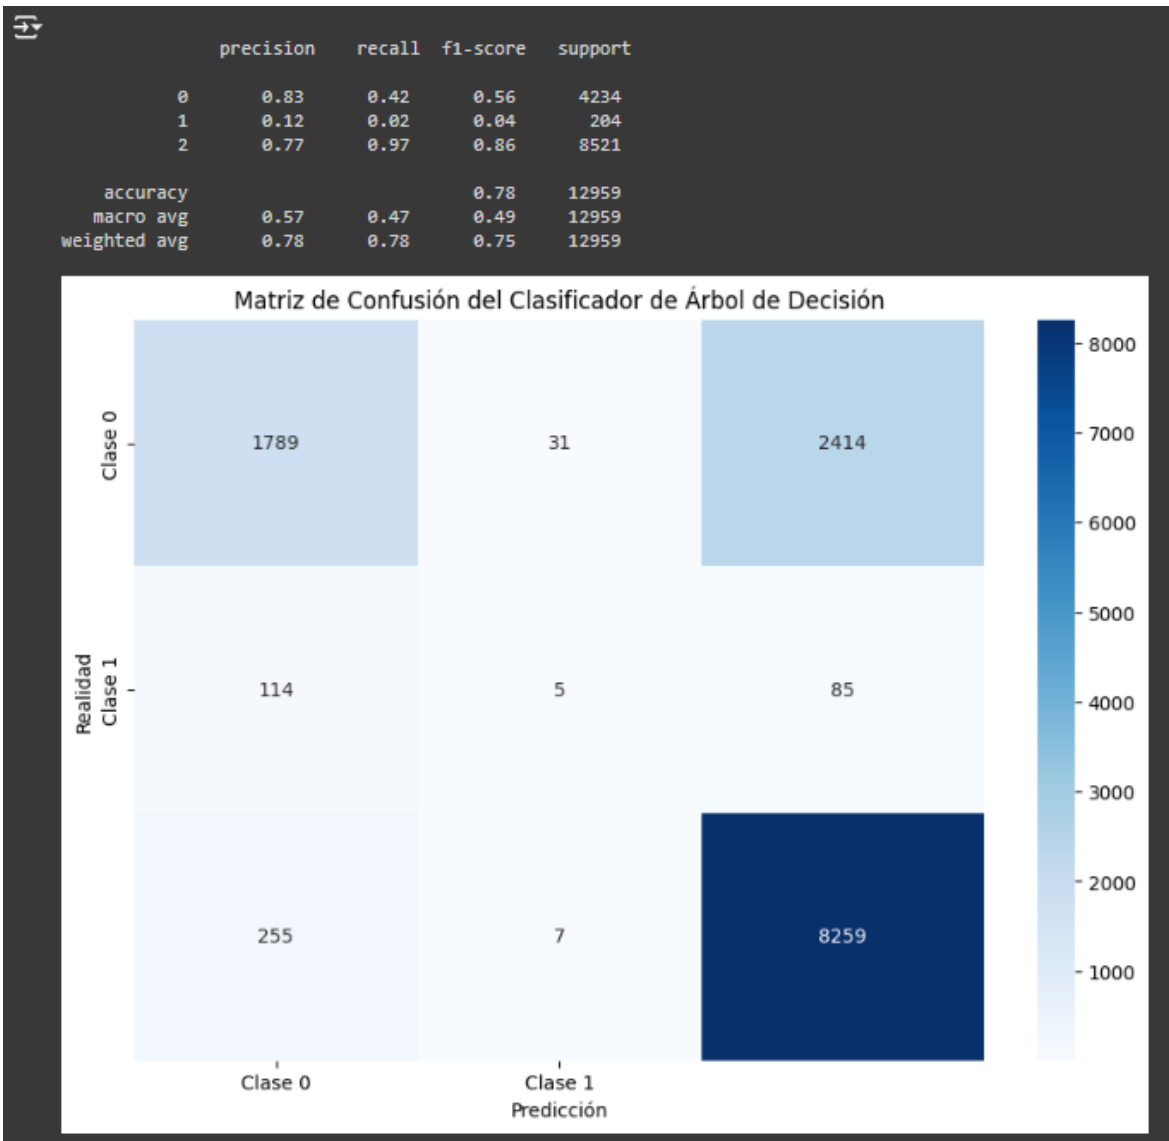 precision recall f1-score support
0 0.83 0.42 0.56 4234
1 0.12 0.02 0.04 204
2 0.77 0.97 0.86 8521
accuracy 0.78 12959
macro avg 0.57 0.47 0.49 12959
weighted avg 0.78 0.78 0.75 12959
Matriz de Confusión del Clasificador de Árbol de Decisión
8000
7000
6000
5000
4000
3000
2000
1000
Realidad
Clase 0
1789 31 2414
Clase 1
114 5 85
255 7 8259
Clase 0 Clase 1
Predicción